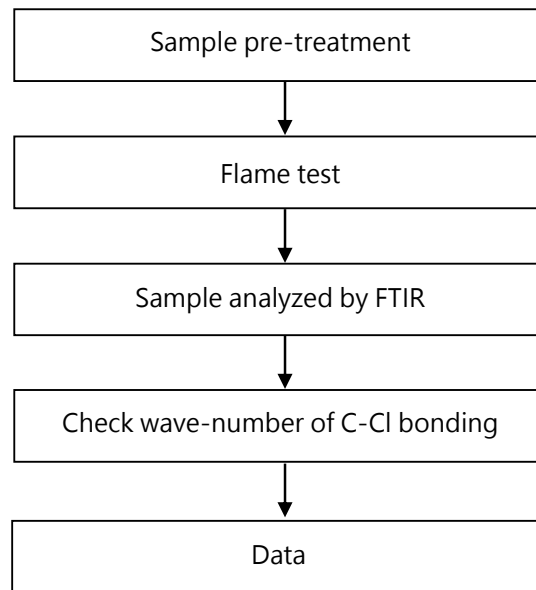 Sample pre-treatment
Flame test
Sample analyzed by FTIR
Check wave-number of C-Cl bonding
Data